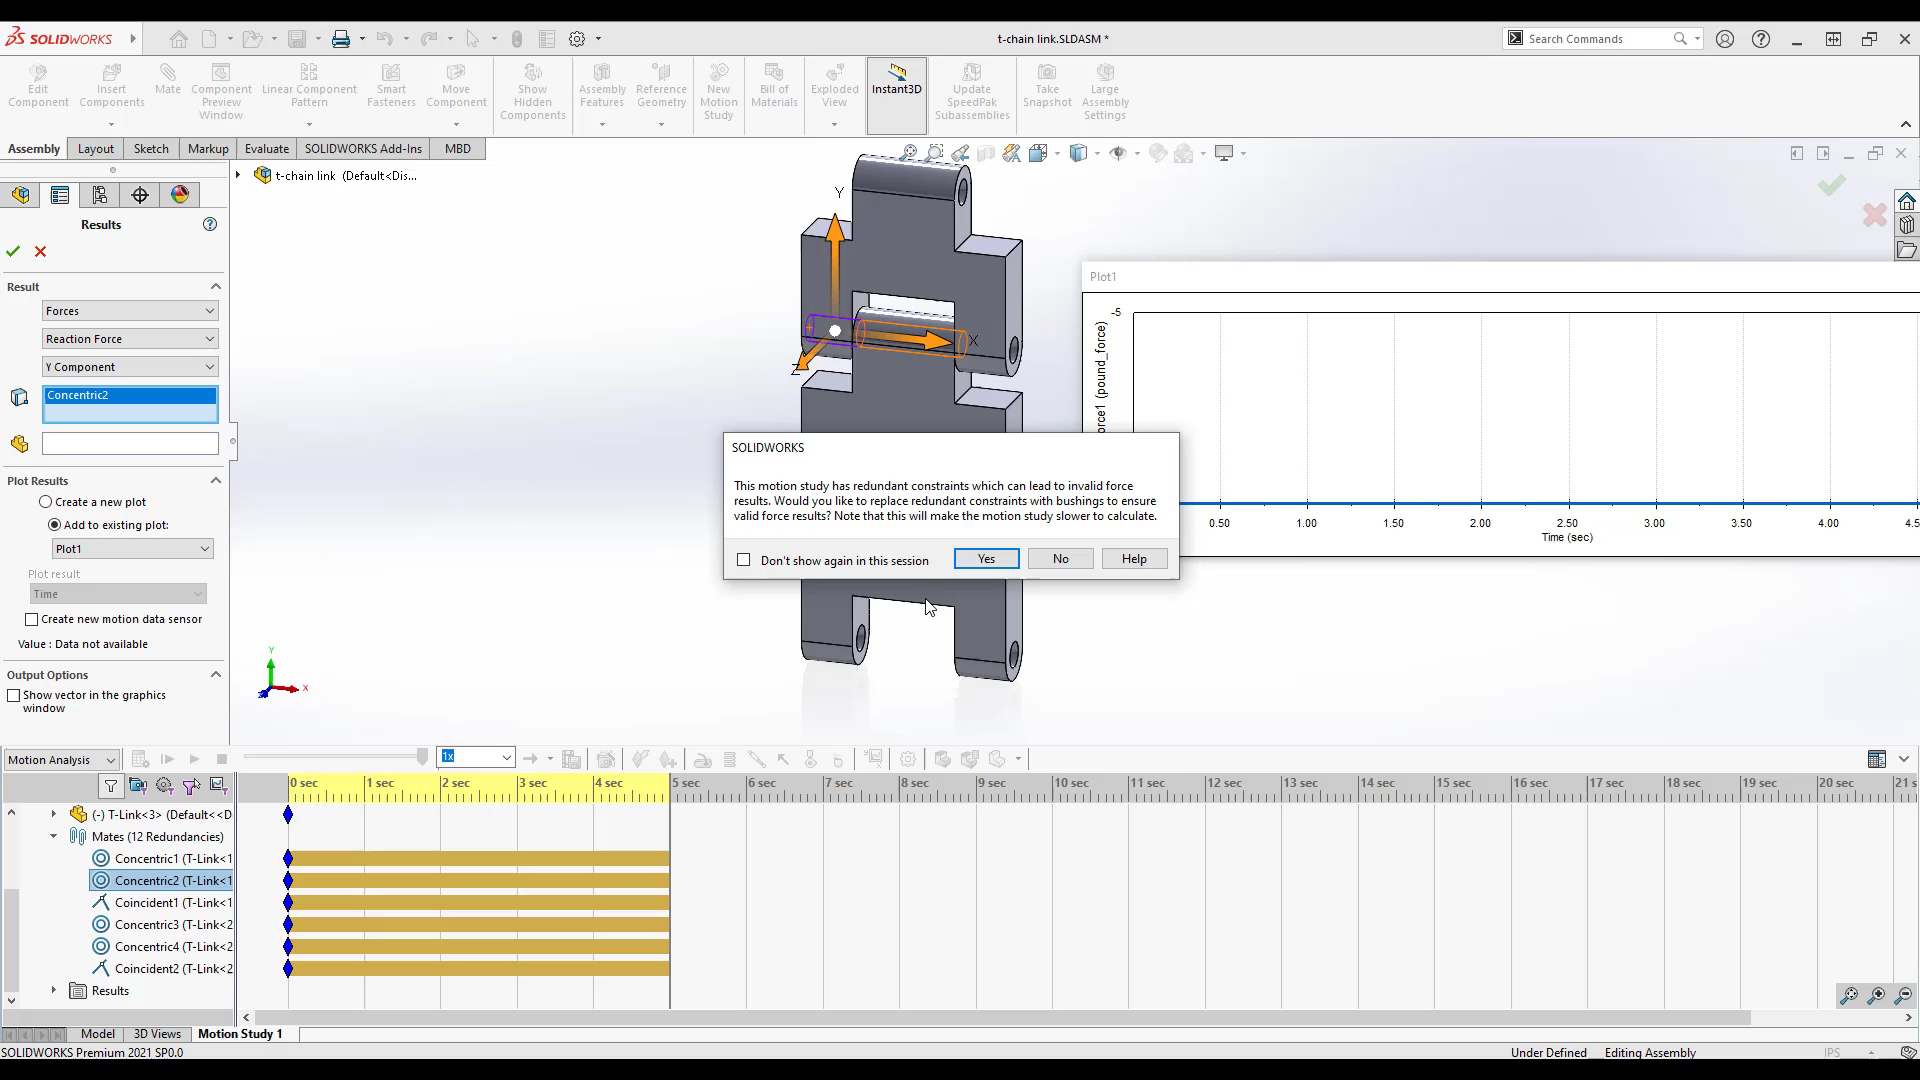 SOLIDWORKS
t-chain link.SLDASM *
Search Commands
Edit Component
Insert Components
Mate
Component Preview Window
Linear Component Pattern
Smart Fasteners
Move Component
Show Hidden Components
Assembly Features
Reference Geometry
New Motion Study
Bill of Materials
Exploded View
Instant3D
Update SpeedPak Subassemblies
Take Snapshot
Large Assembly Settings
Assembly
Layout
Sketch
Markup
Evaluate
SOLIDWORKS Add-Ins
MBD
t-chain link (Default<Dis...
Results
Result
Forces
Reaction Force
Y Component
Concentric2
Plot Results
Create a new plot
Add to existing plot:
Plot1
Plot result
Time
Create new motion data sensor
Value : Data not available
Output Options
Show vector in the graphics
window
Y
X
Z
Y
X
Plot1
-5
orce1 (pound_force)
0.50 1.00 1.50 2.00 2.50 3.00 3.50 4.00 4.5
Time (sec)
SOLIDWORKS
This motion study has redundant constraints which can lead to invalid force
results. Would you like to replace redundant constraints with bushings to ensure
valid force results? Note that this will make the motion study slower to calculate.
Don't show again in this session
Yes
No
Help
Motion Analysis
1x
0 sec 1 sec 2 sec 3 sec 4 sec 5 sec 6 sec 7 sec 8 sec 9 sec 10 sec 11 sec 12 sec 13 sec 14 sec 15 sec 16 sec 17 sec 18 sec 19 sec 20 sec 21 s
(-) T-Link<3> (Default<<D
Mates (12 Redundancies)
Concentric1 (T-Link<1
Concentric2 (T-Link<1
Coincident1 (T-Link<1
Concentric3 (T-Link<2
Concentric4 (T-Link<2
Coincident2 (T-Link<2
Results
Model
3D Views
Motion Study 1
SOLIDWORKS Premium 2021 SP0.0
Under Defined
Editing Assembly
IPS